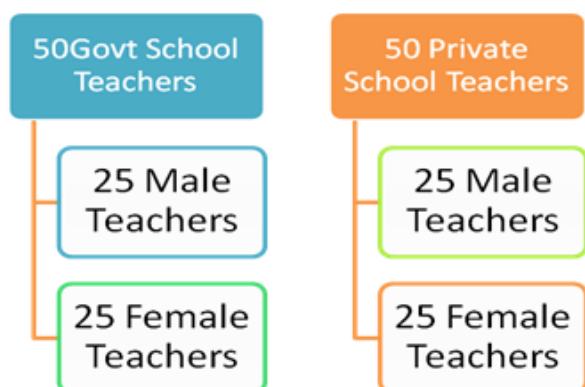 50Govt School
Teachers
25 Male
Teachers
25 Female
Teachers
50 Private
School Teachers
25 Male
Teachers
25 Female
Teachers